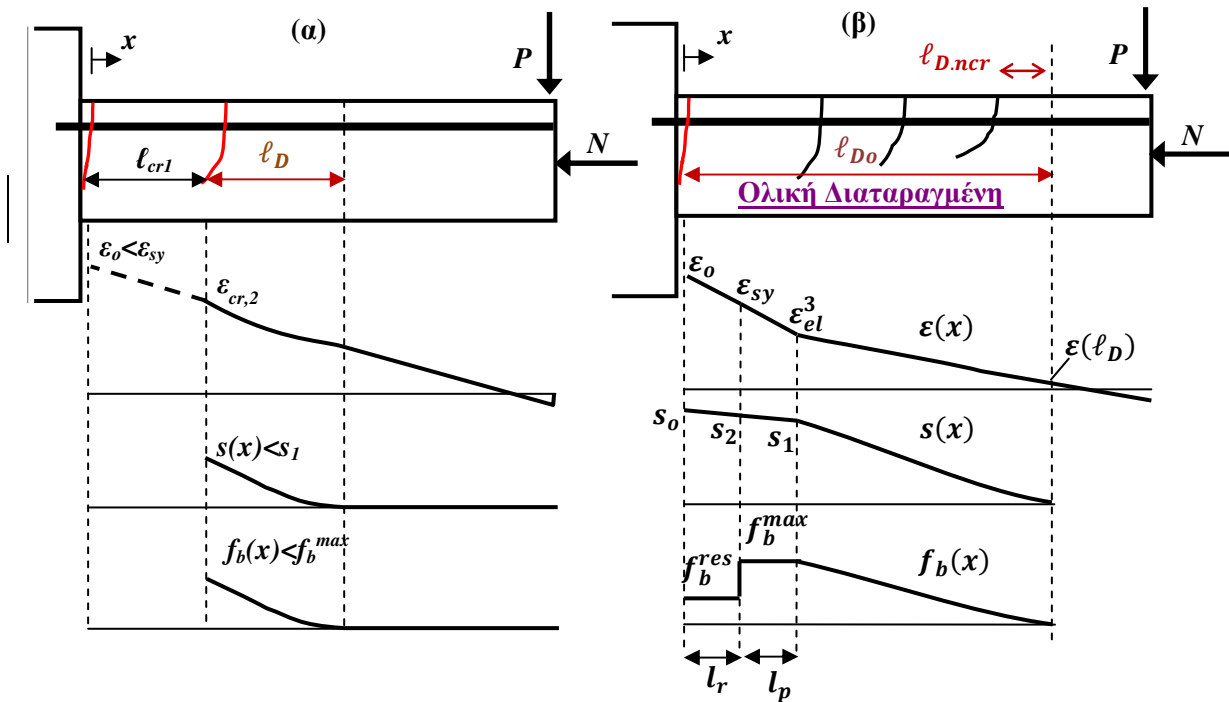 (α)
x
P
N
ℓcr1
ℓD
εo<εsy
εcr,2
s(x)<s1
fb(x)<fb^max
(β)
x
ℓD.ncr
P
N
ℓDo
Ολική Διαταραγμένη
εo
εsy
εel^3
ε(x)
ε(ℓD)
so
s2
s1
s(x)
fb^max
fb^res
fb(x)
lr
lp